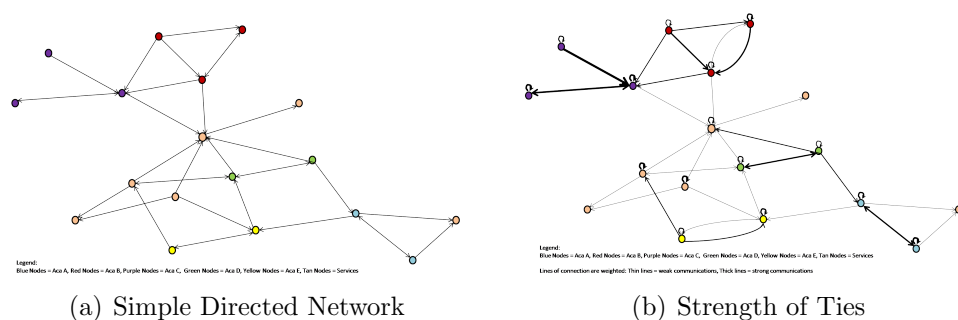 Legend:
Blue Nodes = Aca A, Red Nodes = Aca B, Purple Nodes = Aca C, Green Nodes = Aca D, Yellow Nodes = Aca E, Tan Nodes = Services
Legend:
Blue Nodes = Aca A, Red Nodes = Aca B, Purple Nodes = Aca C, Green Nodes = Aca D, Yellow Nodes = Aca E, Tan Nodes = Services
Lines of connection are weighted: Thin lines = weak communications, Thick lines = strong communications
(a) Simple Directed Network
(b) Strength of Ties